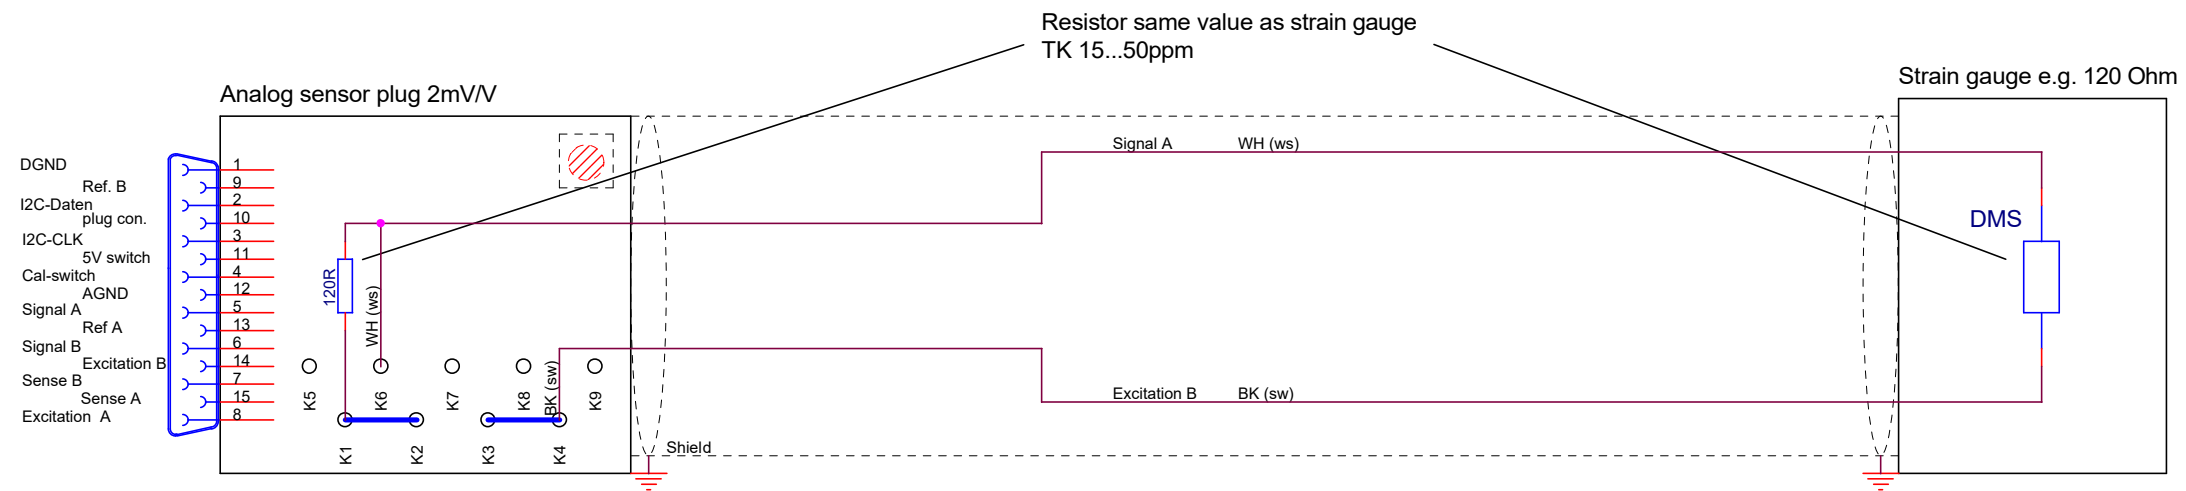 Resistor same value as strain gauge
TK 15...50ppm
Strain gauge e.g. 120 Ohm
Analog sensor plug 2mV/V
Signal A WH (ws)
DGND 1
Ref. B 9
I2C-Daten 2
plug con. 10
I2C-CLK 3
5V switch 11
Cal-switch 4
AGND 12
Signal A 5
Ref A 13
Signal B 6
Excitation B 14
Sense B 7
Sense A 15
Excitation A 8
120R
WH (ws)
BK (sw)
K5
K6
K7
K8
K9
K1
K2
K3
K4
DMS
Excitation B BK (sw)
Shield